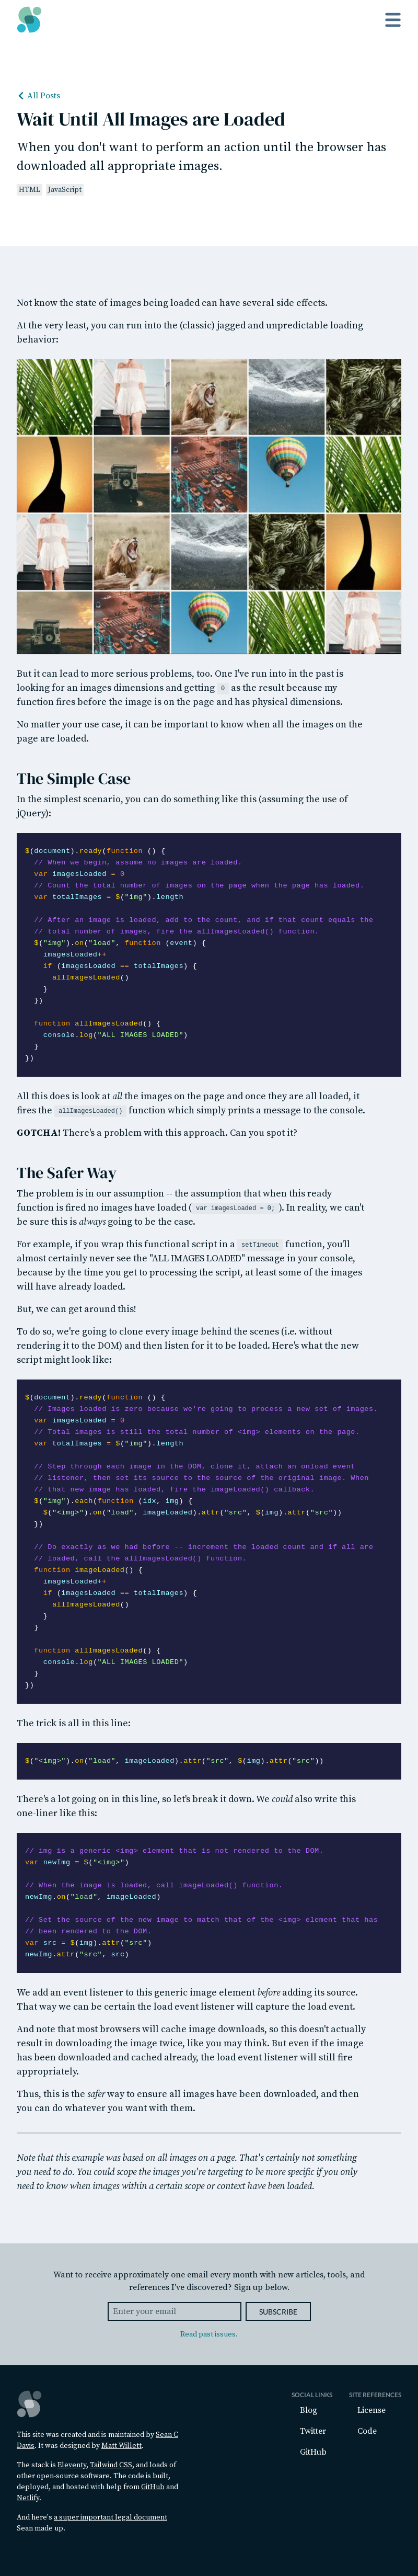 All Posts
Wait Until All Images are Loaded
When you don't want to perform an action until the browser has
downloaded all appropriate images.
HTML JavaScript
Not know the state of images being loaded can have several side effects.
At the very least, you can run into the (classic) jagged and unpredictable loading
behavior:
But it can lead to more serious problems, too. One I've run into in the past is
looking for an images dimensions and getting 0 as the result because my
function fires before the image is on the page and has physical dimensions.
No matter your use case, it can be important to know when all the images on the
page are loaded.
The Simple Case
In the simplest scenario, you can do something like this (assuming the use of
jQuery):
$(document).ready(function () {
  // When we begin, assume no images are loaded.
  var imagesLoaded = 0
  // Count the total number of images on the page when the page has loaded.
  var totalImages = $("img").length
  // After an image is loaded, add to the count, and if that count equals the
  // total number of images, fire the allImagesLoaded() function.
  $("img").on("load", function (event) {
    imagesLoaded++
    if (imagesLoaded == totalImages) {
      allImagesLoaded()
    }
  })
  function allImagesLoaded() {
    console.log("ALL IMAGES LOADED")
  }
})
All this does is look at all the images on the page and once they are all loaded, it
fires the allImagesLoaded() function which simply prints a message to the console.
GOTCHA! There's a problem with this approach. Can you spot it?
The Safer Way
The problem is in our assumption -- the assumption that when this ready
function is fired no images have loaded ( var imagesLoaded = 0; ). In reality, we can't
be sure this is always going to be the case.
For example, if you wrap this functional script in a setTimeout function, you'll
almost certainly never see the "ALL IMAGES LOADED" message in your console,
because by the time you get to processing the script, at least some of the images
will have already loaded.
But, we can get around this!
To do so, we're going to clone every image behind the scenes (i.e. without
rendering it to the DOM) and then listen for it to be loaded. Here's what the new
script might look like:
$(document).ready(function () {
  // Images loaded is zero because we're going to process a new set of images.
  var imagesLoaded = 0
  // Total images is still the total number of <img> elements on the page.
  var totalImages = $("img").length
  // Step through each image in the DOM, clone it, attach an onload event
  // listener, then set its source to the source of the original image. When
  // that new image has loaded, fire the imageLoaded() callback.
  $("img").each(function (idx, img) {
    $("<img>").on("load", imageLoaded).attr("src", $(img).attr("src"))
  })
  // Do exactly as we had before -- increment the loaded count and if all are
  // loaded, call the allImagesLoaded() function.
  function imageLoaded() {
    imagesLoaded++
    if (imagesLoaded == totalImages) {
      allImagesLoaded()
    }
  }
  function allImagesLoaded() {
    console.log("ALL IMAGES LOADED")
  }
})
The trick is all in this line:
$("<img>").on("load", imageLoaded).attr("src", $(img).attr("src"))
There's a lot going on in this line, so let's break it down. We could also write this
one-liner like this:
// img is a generic <img> element that is not rendered to the DOM.
var newImg = $("<img>")
// When the image is loaded, call imageLoaded() function.
newImg.on("load", imageLoaded)
// Set the source of the new image to match that of the <img> element that has
// been rendered to the DOM.
var src = $(img).attr("src")
newImg.attr("src", src)
We add an event listener to this generic image element before adding its source.
That way we can be certain the load event listener will capture the load event.
And note that most browsers will cache image downloads, so this doesn't actually
result in downloading the image twice, like you may think. But even if the image
has been downloaded and cached already, the load event listener will still fire
appropriately.
Thus, this is the safer way to ensure all images have been downloaded, and then
you can do whatever you want with them.
Note that this example was based on all images on a page. That's certainly not something
you need to do. You could scope the images you're targeting to be more specific if you only
need to know when images within a certain scope or context have been loaded.
Want to receive approximately one email every month with new articles, tools, and
references I've discovered? Sign up below.
Enter your email SUBSCRIBE
Read past issues.
This site was created and is maintained by Sean C
Davis. It was designed by Matt Willett.
The stack is Eleventy, Tailwind CSS, and loads of
other open-source software. The code is built,
deployed, and hosted with help from GitHub and
Netlify.
And here's a super important legal document
Sean made up.
SOCIAL LINKS
Blog
Twitter
GitHub
SITE REFERENCES
License
Code